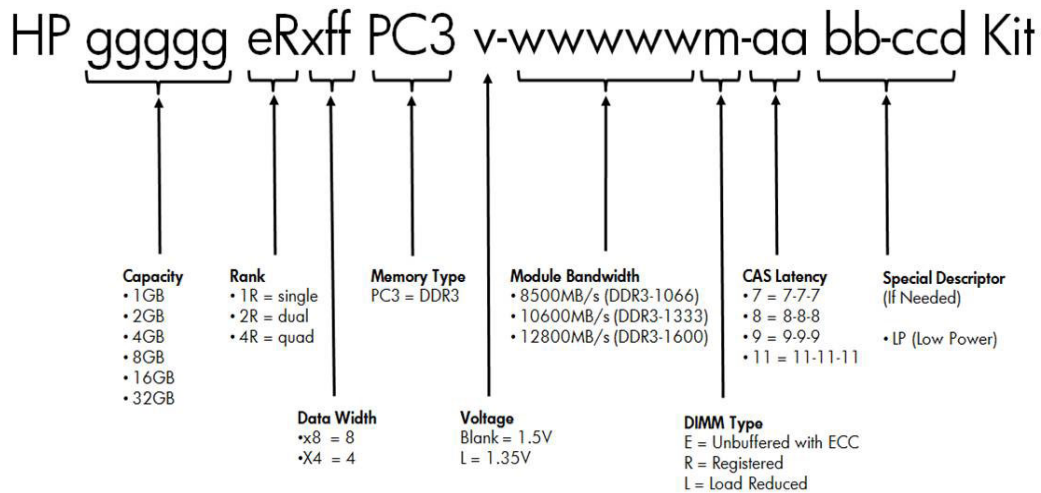 HP ggggg eRxff PC3 v-wwwwwm-aa bb-ccd Kit
Capacity
• 1GB
• 2GB
• 4GB
• 8GB
• 16GB
• 32GB
Rank
• 1R = single
• 2R = dual
• 4R = quad
Memory Type
PC3 = DDR3
Module Bandwidth
• 8500MB/s (DDR3-1066)
• 10600MB/s (DDR3-1333)
• 12800MB/s (DDR3-1600)
CAS Latency
• 7 = 7-7-7
• 8 = 8-8-8
• 9 = 9-9-9
• 11 = 11-11-11
Special Descriptor
(If Needed)
• LP (Low Power)
Data Width
•x8 = 8
•X4 = 4
Voltage
Blank = 1.5V
L = 1.35V
DIMM Type
E = Unbuffered with ECC
R = Registered
L = Load Reduced